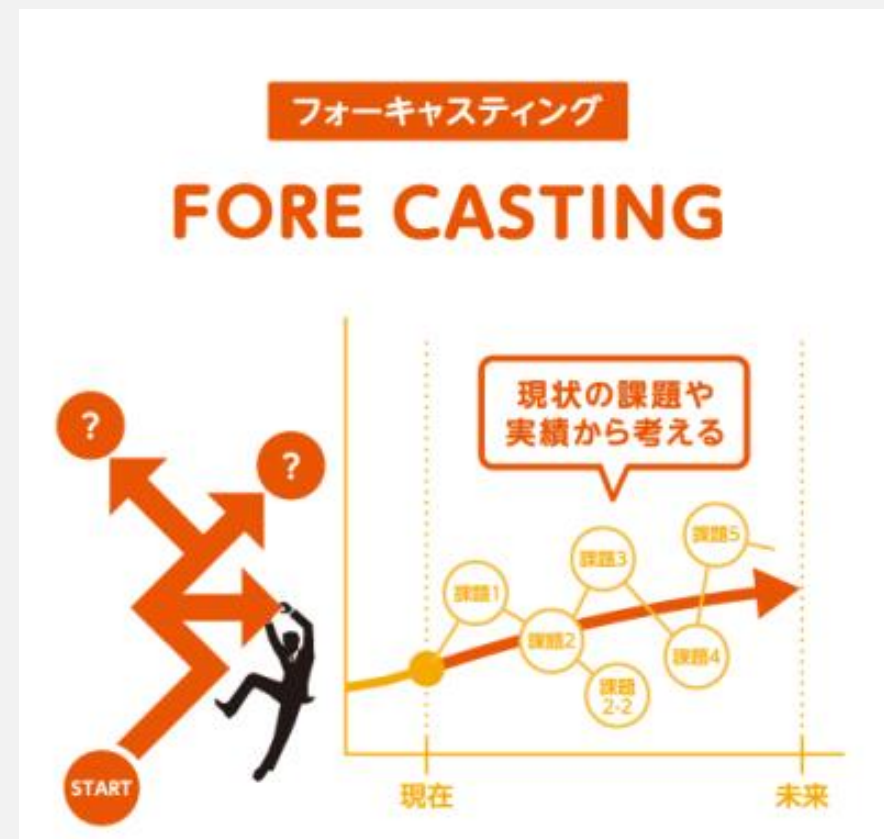 フォーキャスティング
FORE CASTING
現状の課題や
実績から考える
?
?
課題5
課題3
課題1
課題2
課題4
課題
2-2
START
現在
未来